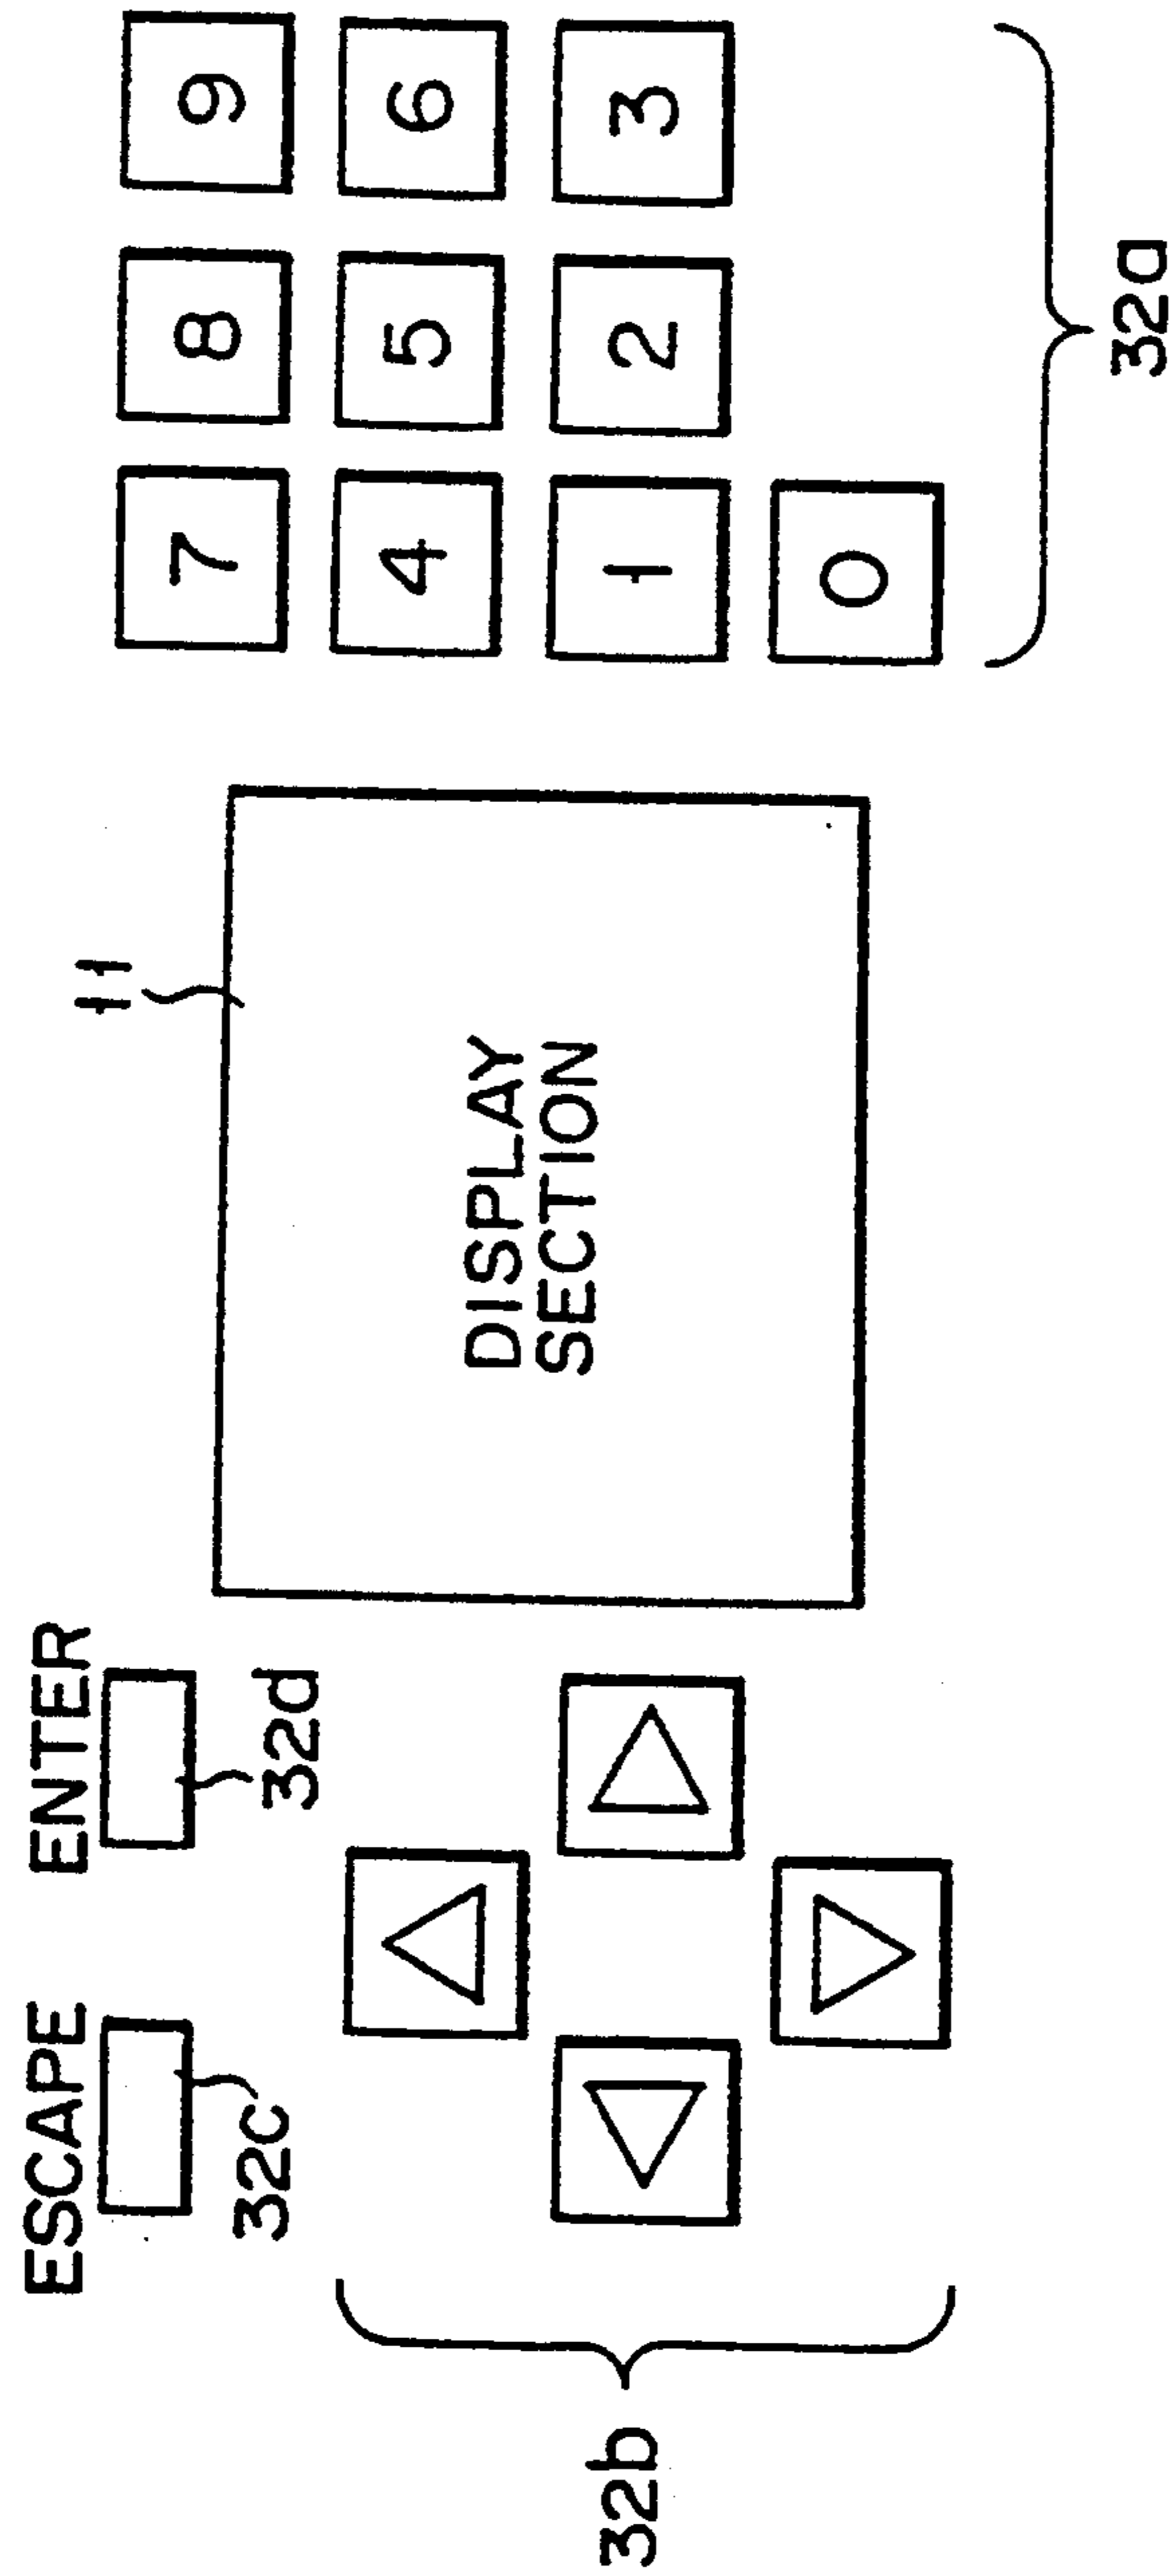 ESCAPE ENTER
32c 32d
11
DISPLAY
SECTION
7 8 9
4 5 6
1 2 3
0
32b
32a